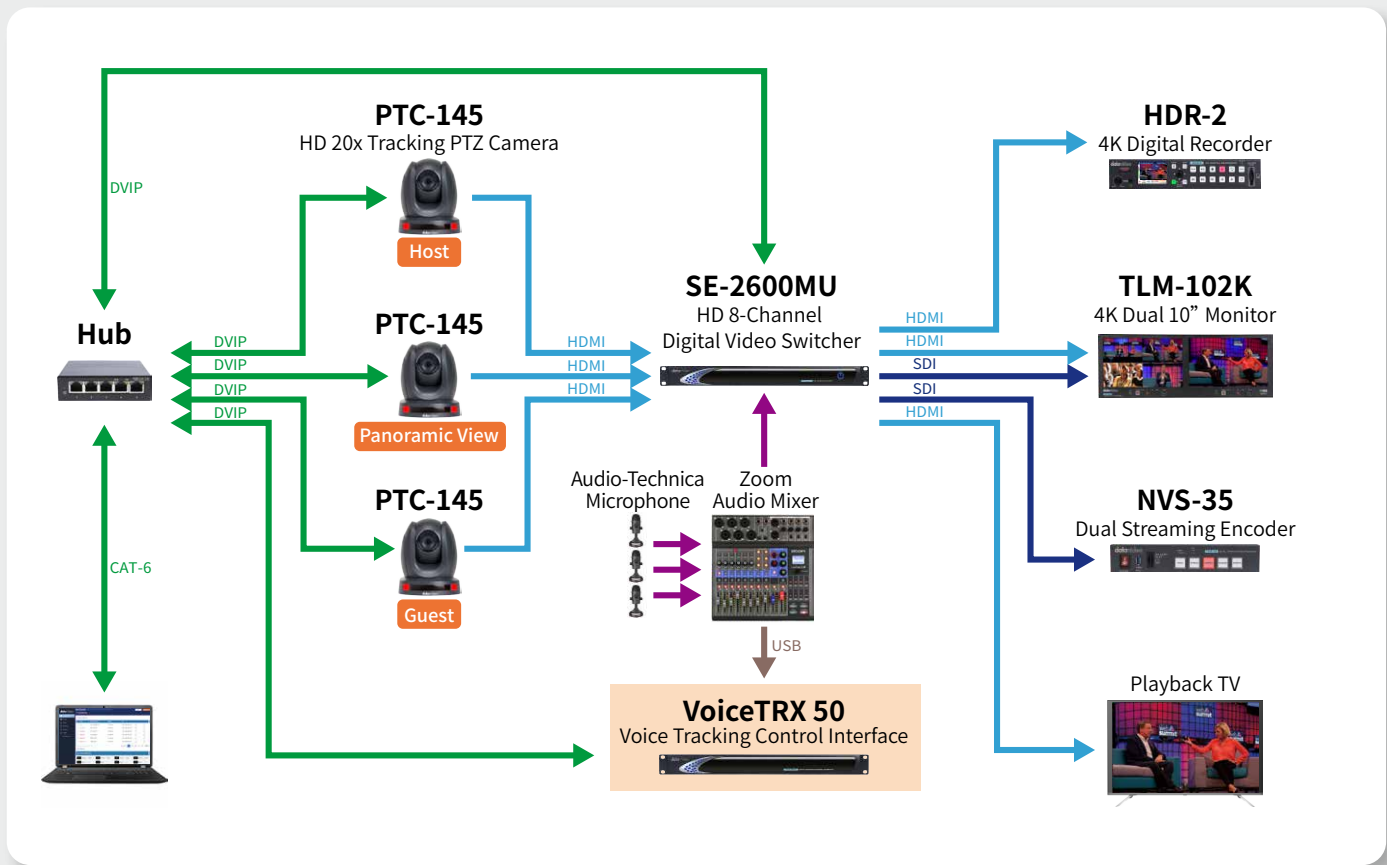 DVIP
PTC-145
HD 20x Tracking PTZ Camera
Host
HDR-2
4K Digital Recorder
SE-2600MU
HD 8-Channel
Digital Video Switcher
TLM-102K
4K Dual 10” Monitor
Hub
DVIP
DVIP
DVIP
DVIP
PTC-145
Panoramic View
HDMI
HDMI
HDMI
HDMI
HDMI
SDI
SDI
HDMI
PTC-145
Guest
Audio-Technica
Microphone
Zoom
Audio Mixer
NVS-35
Dual Streaming Encoder
CAT-6
USB
VoiceTRX 50
Voice Tracking Control Interface
Playback TV